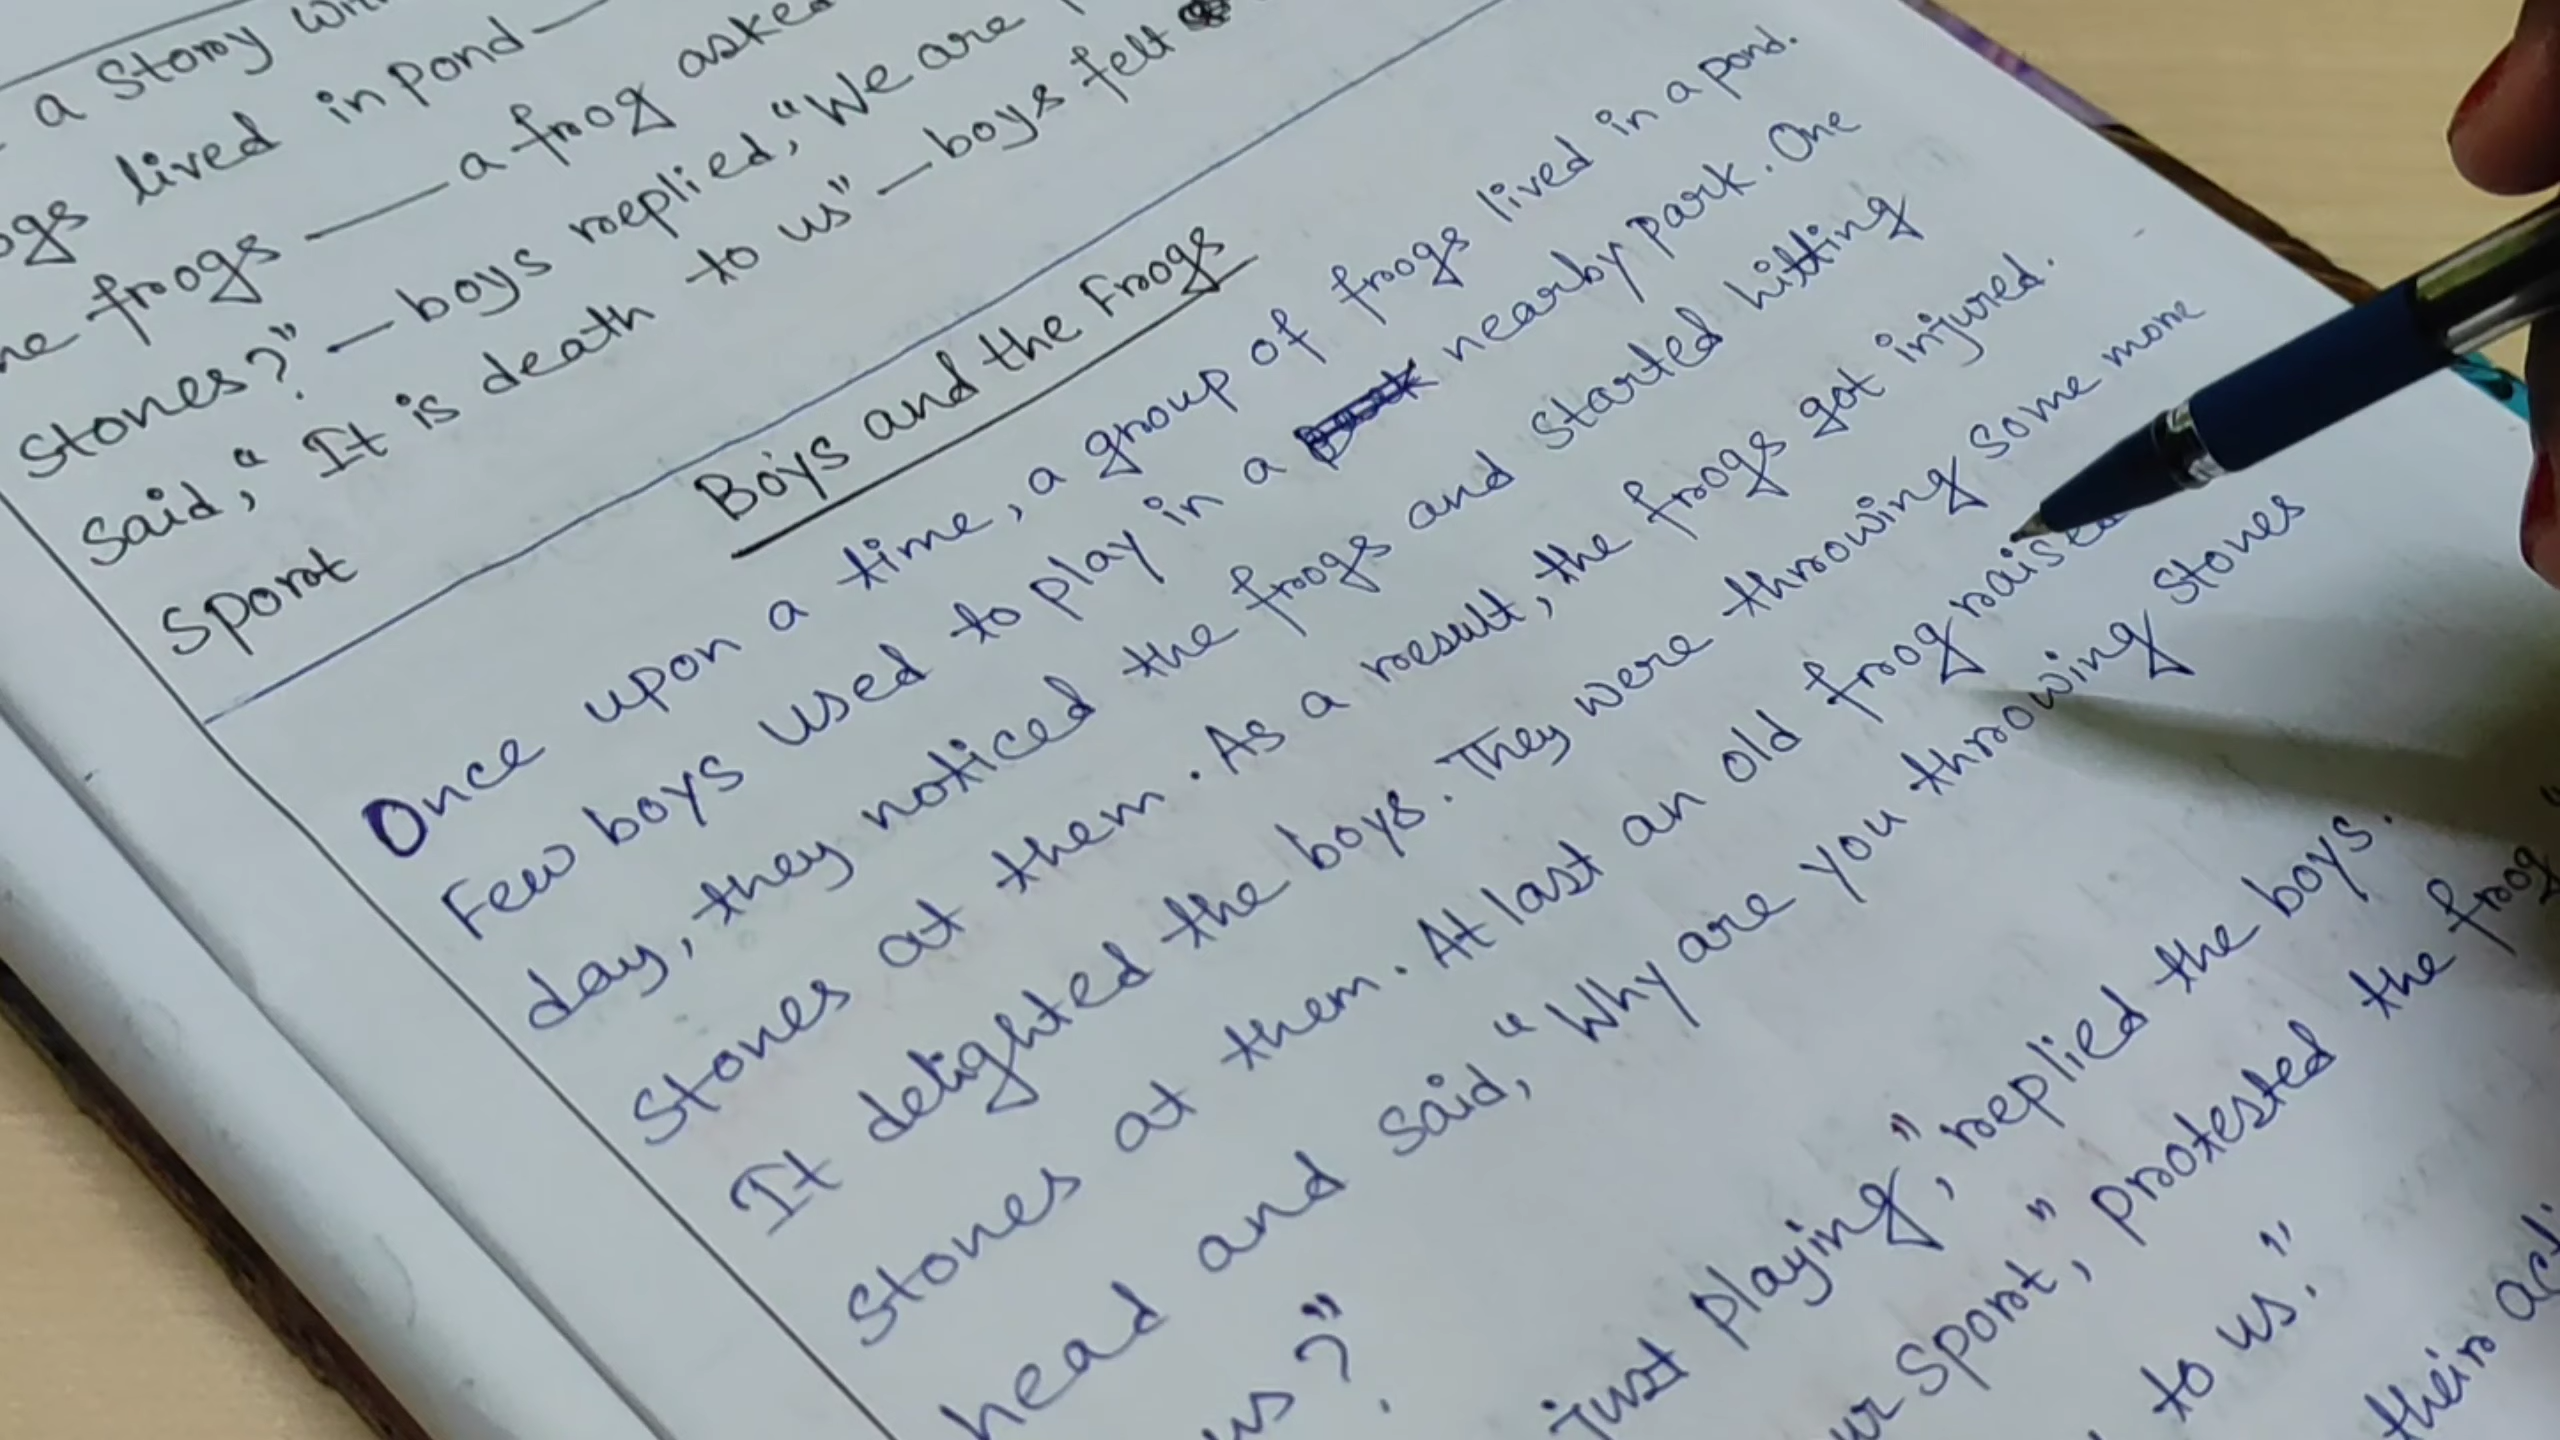 a Story
lived in pond —
frogs — a frog asked
stones?" — boys replied, "We are
said, "It is death to us" — boys felt
sport
Boys and the Frogs
Once upon a time, a group of frogs lived in a pond.
Few boys used to play in a nearby park. One
day, they noticed the frogs and started hitting
stones at them. As a result, the frogs got injured.
It delighted the boys. They were throwing some more
stones at them. At last an old frog raised
head and said, "Why are you throwing stones
us?"
just playing," replied the boys.
sport," protested the frog"
to us."
their